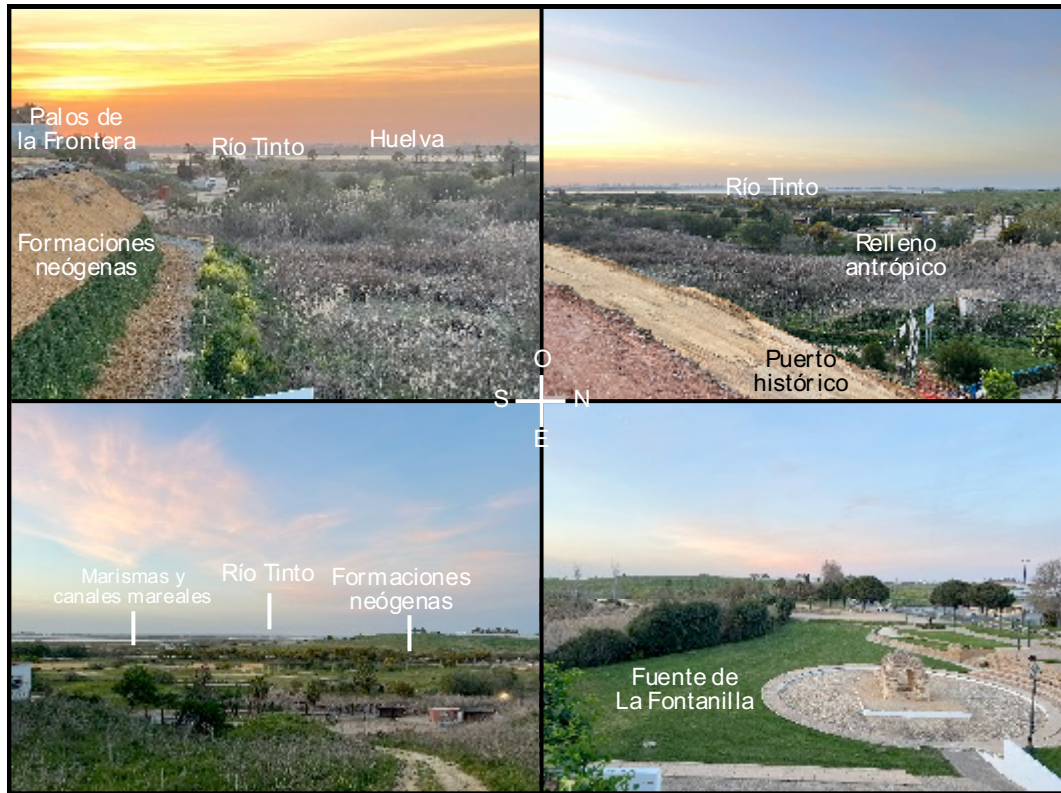 Palos de
la Frontera
Río Tinto
Huelva
Formaciones
neógenas
Río Tinto
Relleno
antrópico
Puerto
histórico
O
S
N
E
Marismas y
canales mareales
Río Tinto
Formaciones
neógenas
Fuente de
La Fontanilla